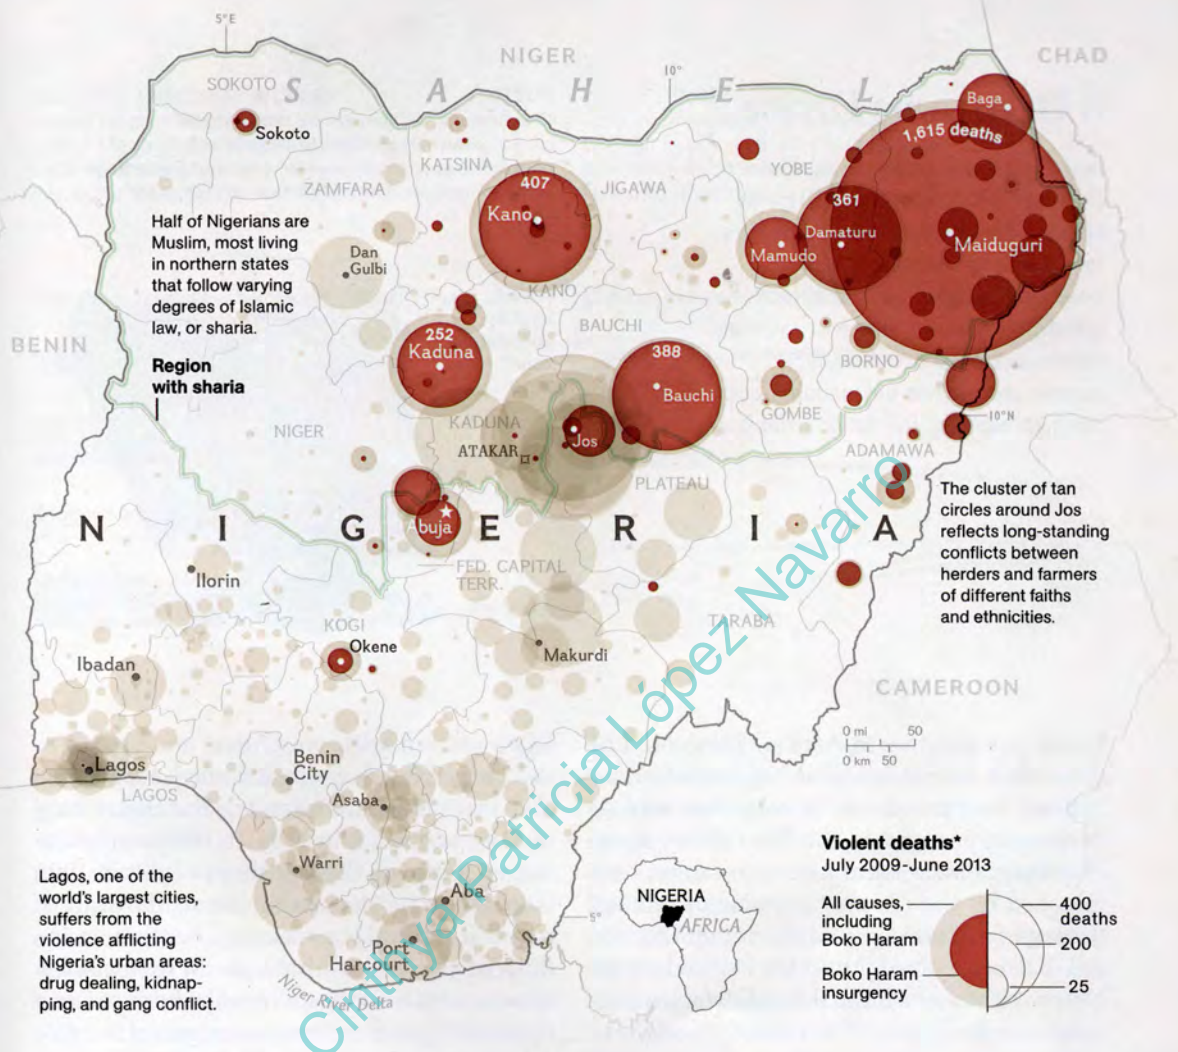 5°E
NIGER
CHAD
10°
SOKOTO
S A H E L
Baga
1,615 deaths
Sokoto
KATSINA
YOBE
ZAMFARA
407
JIGAWA
361
Kano
Damaturu
Maiduguri
Mamudo
Half of Nigerians are
Muslim, most living
in northern states
that follow varying
degrees of Islamic
law, or sharia.
Dan
Gulbi
KANO
BAUCHI
BENIN
252
Kaduna
388
BORNO
Region
with sharia
Bauchi
GOMBE
10°N
NIGER
KADUNA
Jos
ATAKAR
ADAMAWA
PLATEAU
The cluster of tan
circles around Jos
reflects long-standing
conflicts between
herders and farmers
of different faiths
and ethnicities.
N I G E R I A
Abuja
FED. CAPITAL
TERR.
Ilorin
KOGI
TARABA
Okene
Makurdi
Ibadan
CAMEROON
0 mi 50
0 km 50
Lagos
LAGOS
Benin
City
Asaba
Warri
Aba
Port
Harcourt
Niger River Delta
5°
Lagos, one of the
world's largest cities,
suffers from the
violence afflicting
Nigeria's urban areas:
drug dealing, kidnap-
ping, and gang conflict.
NIGERIA
AFRICA
Violent deaths*
July 2009-June 2013
All causes,
including
Boko Haram
Boko Haram
insurgency
400
deaths
200
25
Cinthya Patricia López Navarro